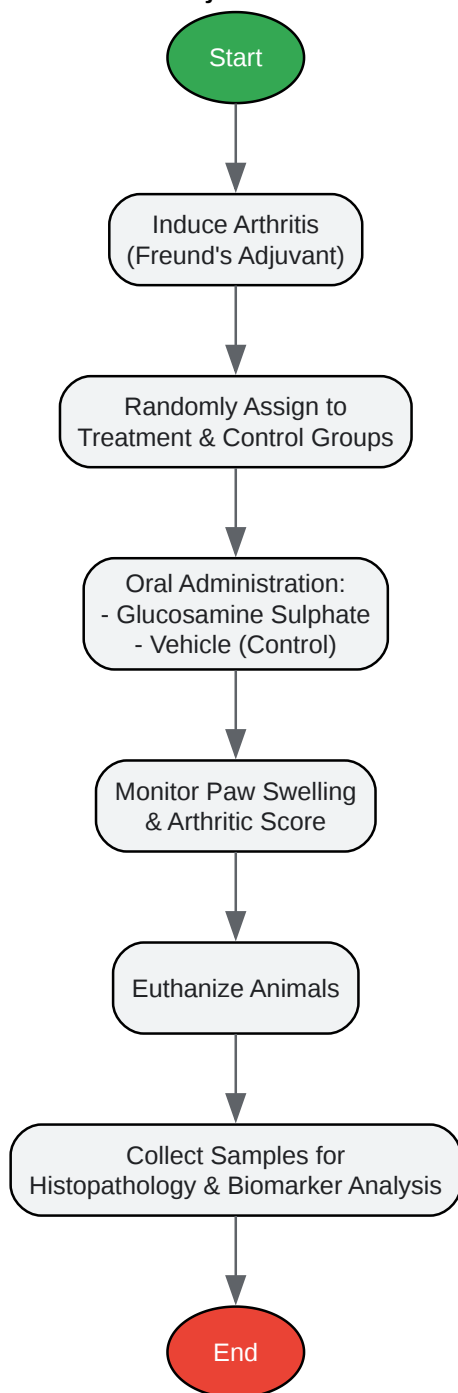 Start
Induce Arthritis
(Freund's Adjuvant)
Randomly Assign to
Treatment & Control Groups
Oral Administration:
- Glucosamine Sulphate
- Vehicle (Control)
Monitor Paw Swelling
& Arthritic Score
Euthanize Animals
Collect Samples for
Histopathology & Biomarker Analysis
End